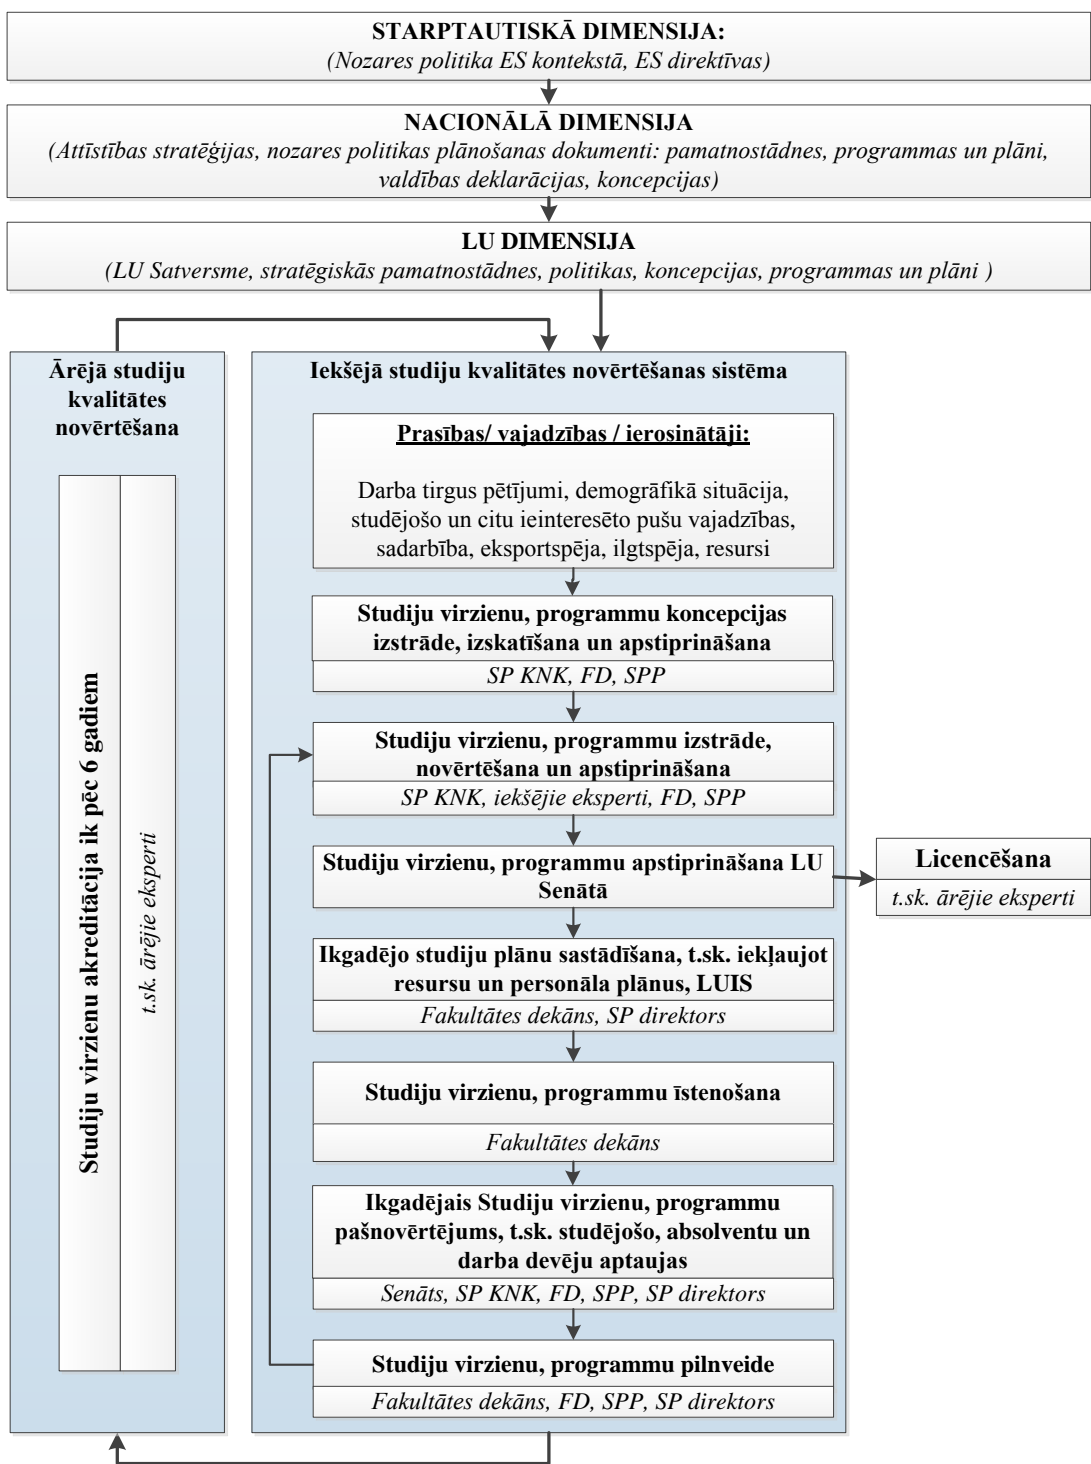 STARPTAUTISKĀ DIMENSIJA:
(Nozares politika ES kontekstā, ES direktīvas)
NACIONĀLĀ DIMENSIJA
(Attīstības stratēģijas, nozares politikas plānošanas dokumenti: pamatnostādnes, programmas un plāni,
valdības deklarācijas, koncepcijas)
LU DIMENSIJA
(LU Satversme, stratēģiskās pamatnostādnes, politikas, koncepcijas, programmas un plāni )
Ārējā studiju
kvalitātes
novērtēšana
Studiju virzienu akreditācija ik pēc 6 gadiem
t.sk. ārējie eksperti
Iekšējā studiju kvalitātes novērtēšanas sistēma
Prasības/ vajadzības / ierosinātāji:
Darba tirgus pētījumi, demogrāfikā situācija,
studējošo un citu ieinteresēto pušu vajadzības,
sadarbība, eksportspēja, ilgtspēja, resursi
Studiju virzienu, programmu koncepcijas
izstrāde, izskatīšana un apstiprināšana
SP KNK, FD, SPP
Studiju virzienu, programmu izstrāde,
novērtēšana un apstiprināšana
SP KNK, iekšējie eksperti, FD, SPP
Studiju virzienu, programmu apstiprināšana LU
Senātā
Licencēšana
t.sk. ārējie eksperti
Ikgadējo studiju plānu sastādīšana, t.sk. iekļaujot
resursu un personāla plānus, LUIS
Fakultātes dekāns, SP direktors
Studiju virzienu, programmu īstenošana
Fakultātes dekāns
Ikgadējais Studiju virzienu, programmu
pašnovērtējums, t.sk. studējošo, absolventu un
darba devēju aptaujas
Senāts, SP KNK, FD, SPP, SP direktors
Studiju virzienu, programmu pilnveide
Fakultātes dekāns, FD, SPP, SP direktors